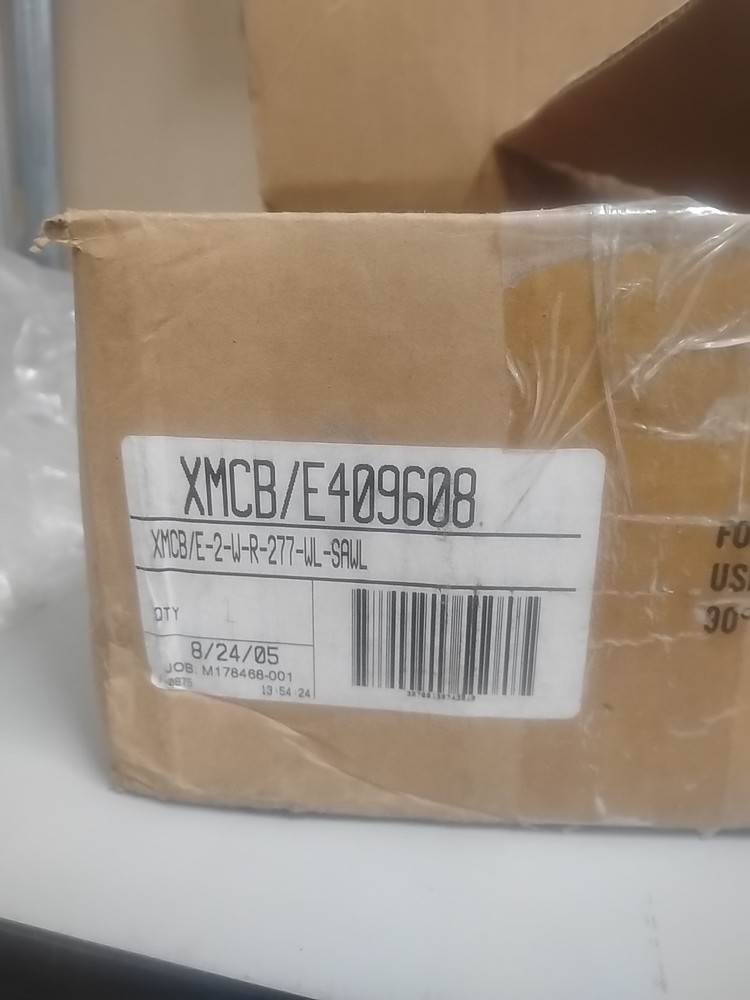 XMCB/E409608
XMCB/E-2-W-R-277-WL-SAWL
QTY 1
8/24/05
JOB. M178468-001
13:54:24
FO
US
90°